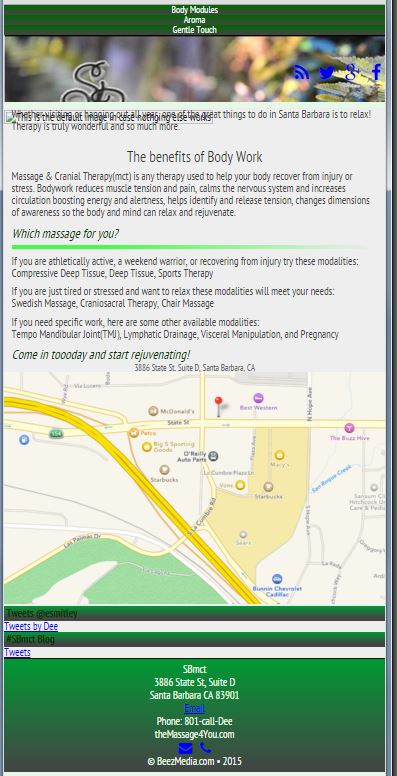 Body Modules
Aroma
Gentle Touch
Whether visiting or hanging out all year, one of the great things to do in Santa Barbara is to relax!
This is the default image in case nothing else works
Therapy is truly wonderful and so much more.
The benefits of Body Work
Massage & Cranial Therapy(mct) is any therapy used to help your body recover from injury or
stress. Bodywork reduces muscle tension and pain, calms the nervous system and increases
circulation boosting energy and alertness, helps identify and release tension, changes dimensions
of awareness so the body and mind can relax and rejuvenate.
Which massage for you?
If you are athletically active, a weekend warrior, or recovering from injury try these modalities:
Compressive Deep Tissue, Deep Tissue, Sports Therapy
If you are just tired or stressed and want to relax these modalities will meet your needs:
Swedish Massage, Craniosacral Therapy, Chair Massage
If you need specific work, here are some other available modalities:
Tempo Mandibular Joint(TMJ), Lymphatic Drainage, Visceral Manipulation, and Pregnancy
Come in toooday and start rejuvenating!
3886 State St. Suite D, Santa Barbara, CA
Via Lucero
McDonald's
State St
Best Western
N Hope Ave
Petco
Big 5 Sporting
Goods
O'Reilly
Auto Parts
The Buzz Hive
Plaza Ave
Macy's
Starbucks
La Cumbre Plaza Ln
Vons
Starbucks
San Roque Creek
S La Cumbre Rd
Sears
S Hope Ave
Las Palmas Dr
Bunnin Chevrolet
Cadillac
Tweets @esmitley
Tweets by Dee
#SBmct Blog
Tweets
SBmct
3886 State St, Suite D
Santa Barbara CA 83901
Email
Phone: 801-call-Dee
theMassage4You.com
© BeezMedia.com • 2015